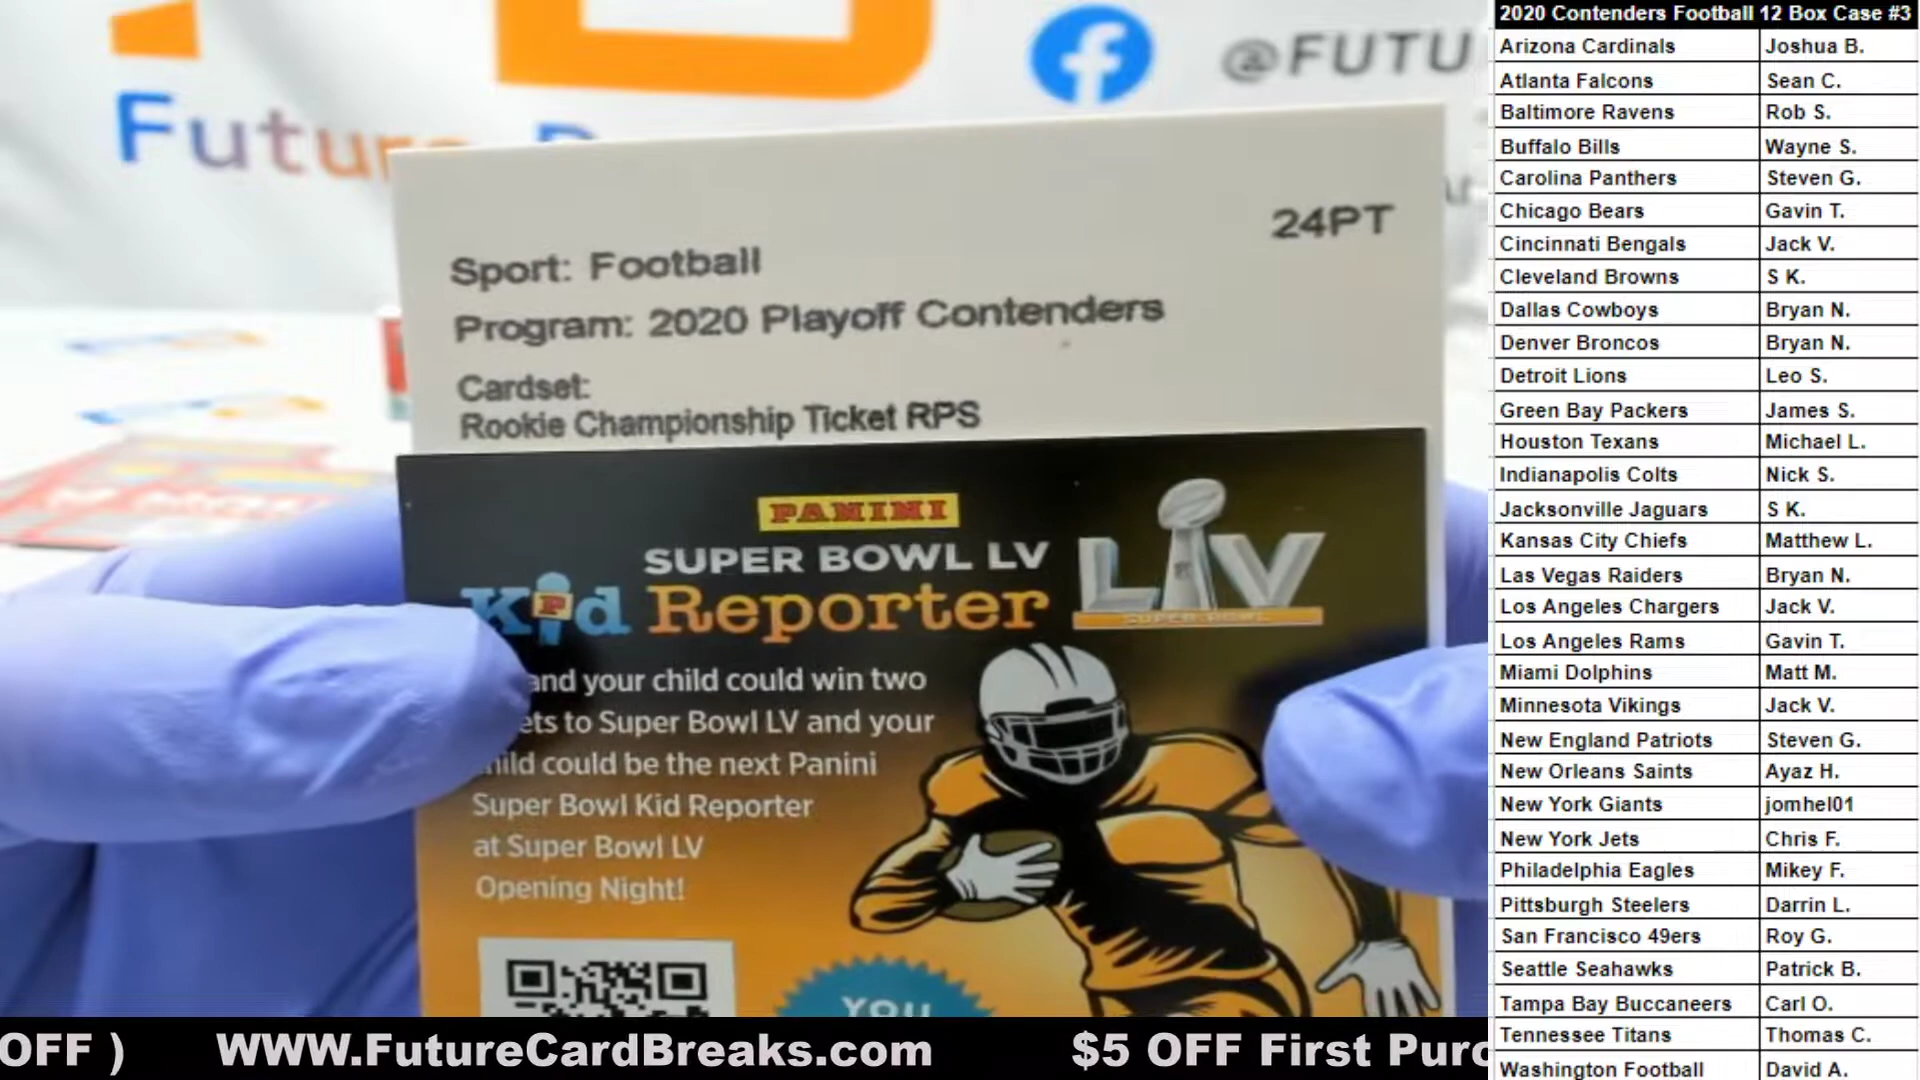 @FUTU
Future
24PT
Sport: Football
Program: 2020 Playoff Contenders
Cardset:
Rookie Championship Ticket RPS
PANINI
SUPER BOWL LV
Kid Reporter
LIV
SUPER BOWL
and your child could win two
ets to Super Bowl LV and your
hild could be the next Panini
Super Bowl Kid Reporter
at Super Bowl LV
Opening Night!
YOU
OFF ) WWW.FutureCardBreaks.com $5 OFF First Purc
2020 Contenders Football 12 Box Case #3
Arizona Cardinals Joshua B.
Atlanta Falcons Sean C.
Baltimore Ravens Rob S.
Buffalo Bills Wayne S.
Carolina Panthers Steven G.
Chicago Bears Gavin T.
Cincinnati Bengals Jack V.
Cleveland Browns S K.
Dallas Cowboys Bryan N.
Denver Broncos Bryan N.
Detroit Lions Leo S.
Green Bay Packers James S.
Houston Texans Michael L.
Indianapolis Colts Nick S.
Jacksonville Jaguars S K.
Kansas City Chiefs Matthew L.
Las Vegas Raiders Bryan N.
Los Angeles Chargers Jack V.
Los Angeles Rams Gavin T.
Miami Dolphins Matt M.
Minnesota Vikings Jack V.
New England Patriots Steven G.
New Orleans Saints Ayaz H.
New York Giants jomhel01
New York Jets Chris F.
Philadelphia Eagles Mikey F.
Pittsburgh Steelers Darrin L.
San Francisco 49ers Roy G.
Seattle Seahawks Patrick B.
Tampa Bay Buccaneers Carl O.
Tennessee Titans Thomas C.
Washington Football David A.